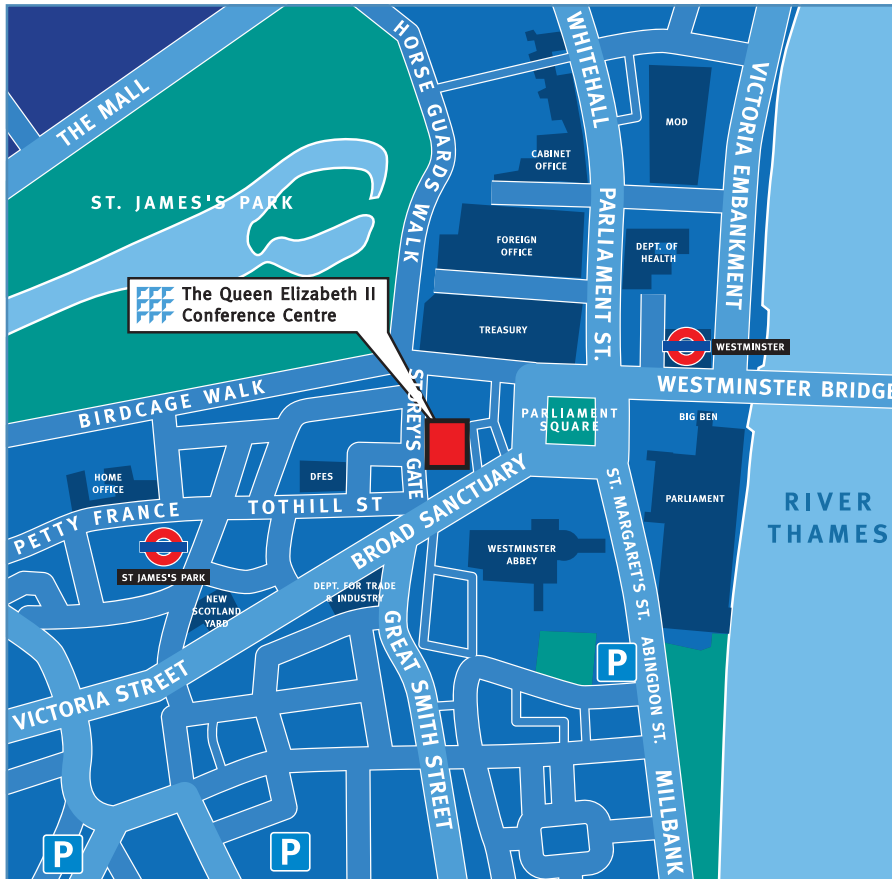 HORSE GUARDS WALK
WHITEHALL
VICTORIA EMBANKMENT
THE MALL
MOD
CABINET
OFFICE
ST. JAMES'S PARK
PARLIAMENT ST.
FOREIGN
OFFICE
DEPT. OF
HEALTH
The Queen Elizabeth II
Conference Centre
TREASURY
WESTMINSTER
WESTMINSTER BRIDGE
BIRDCAGE WALK
STOREY'S GATE
PARLIAMENT
SQUARE
BIG BEN
HOME
OFFICE
DFES
PARLIAMENT
PETTY FRANCE
TOTHILL ST
BROAD SANCTUARY
RIVER
THAMES
ST. MARGARET'S ST.
WESTMINSTER
ABBEY
ST JAMES'S PARK
NEW
SCOTLAND
YARD
DEPT. FOR TRADE
& INDUSTRY
GREAT SMITH STREET
ABINGDON ST.
P
VICTORIA STREET
MILLBANK
P
P